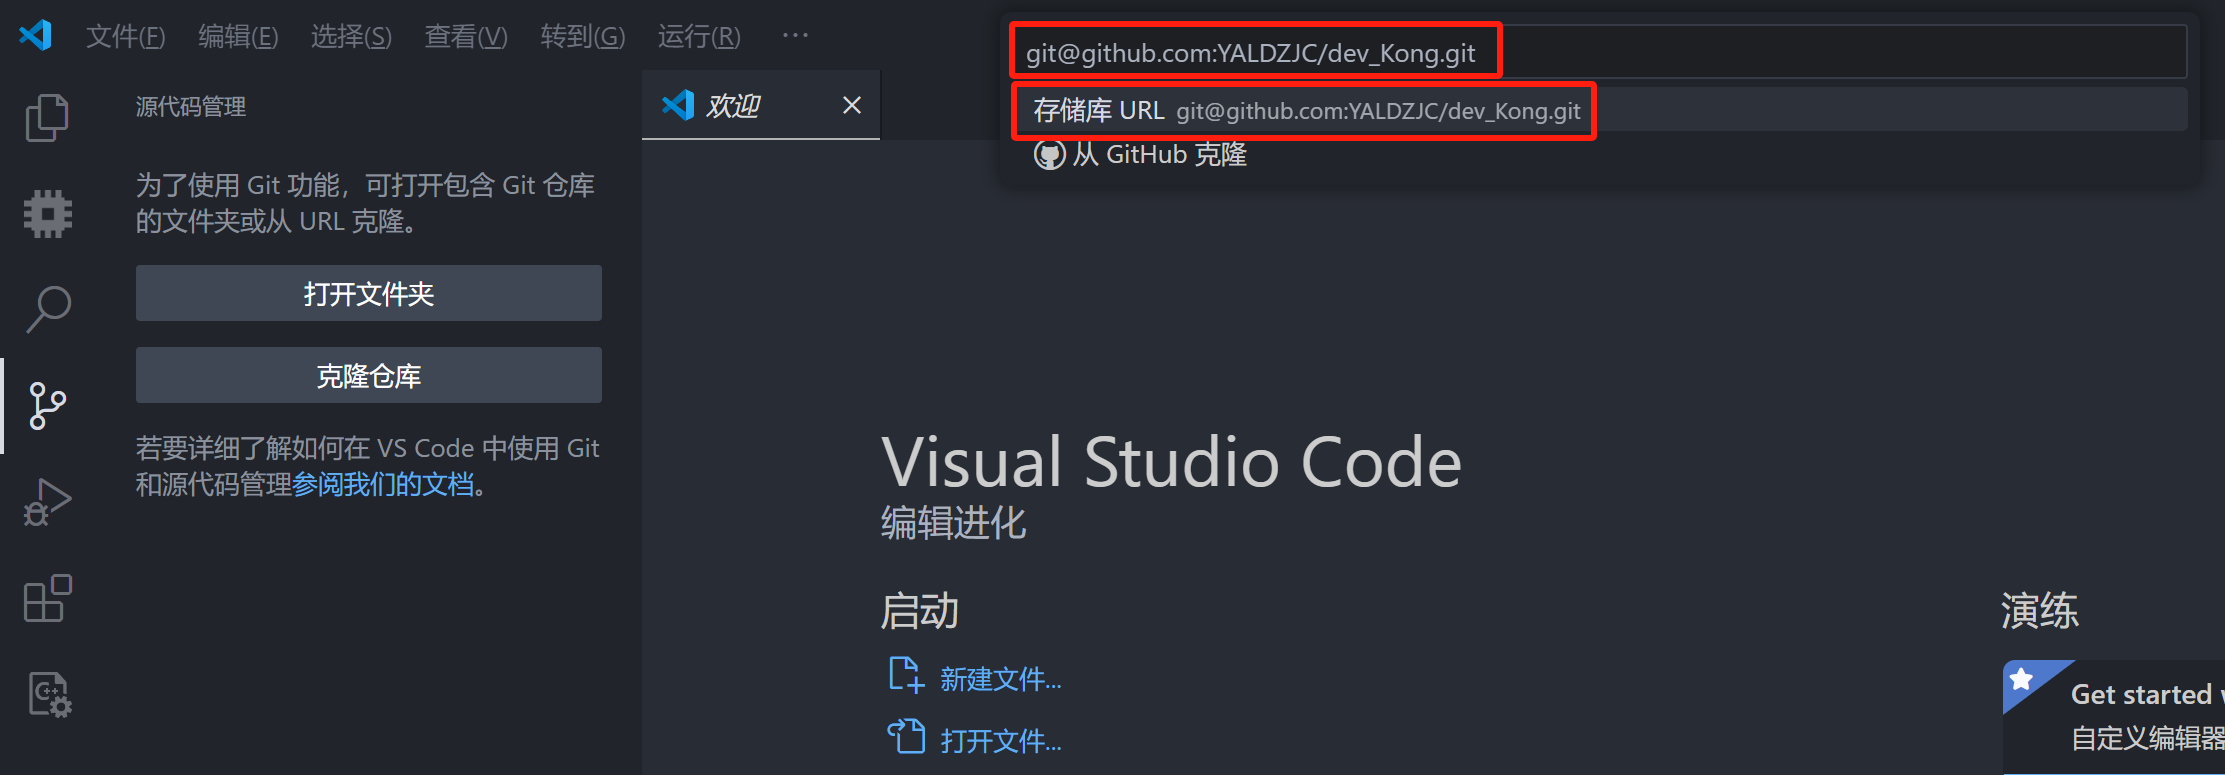 文件(F) 编辑(E) 选择(S) 查看(V) 转到(G) 运行(R) ···
git@github.com:YALDZJC/dev_Kong.git
存储库 URL git@github.com:YALDZJC/dev_Kong.git
从 GitHub 克隆
源代码管理
欢迎
为了使用 Git 功能，可打开包含 Git 仓库
的文件夹或从 URL 克隆。
打开文件夹
克隆仓库
若要详细了解如何在 VS Code 中使用 Git
和源代码管理参阅我们的文档。
Visual Studio Code
编辑进化
启动
新建文件...
打开文件...
演练
Get started
自定义编辑器
C++